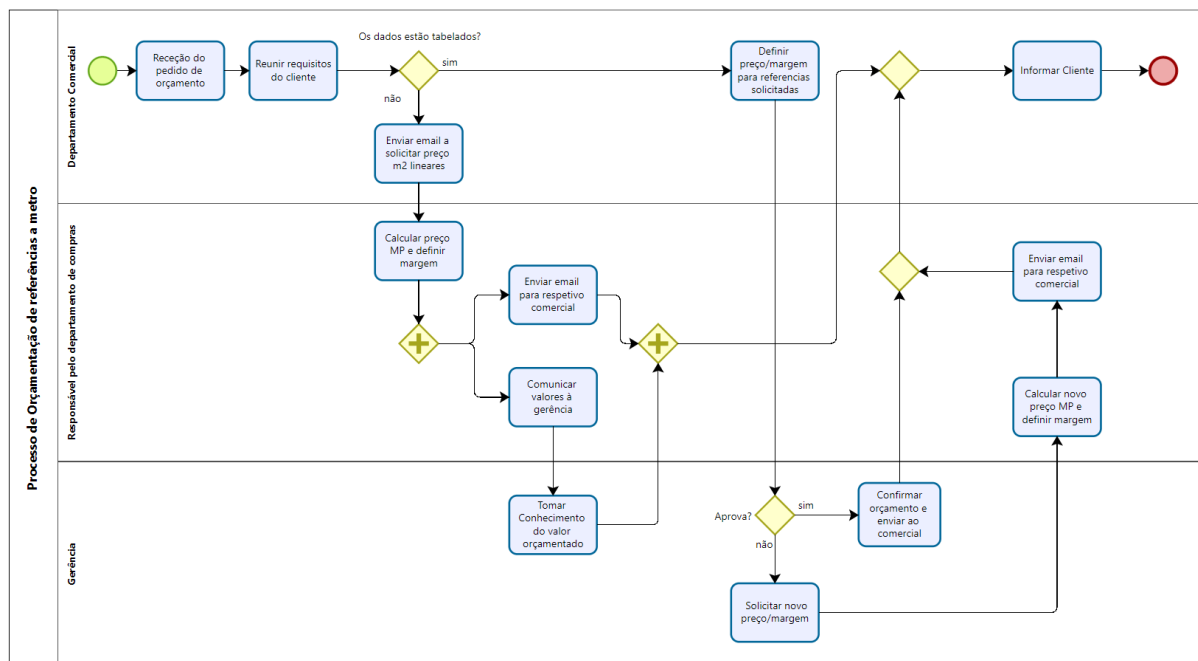 Processo de Orçamentação de referências a metro
Departamento Comercial
Os dados estão tabelados?
Receção do
pedido de
orçamento
Reunir requisitos
do cliente
sim
não
Definir
preço/margem
para referencias
solicitadas
Informar Cliente
Enviar email a
solicitar preço
m2 lineares
Responsável pelo departamento de compras
Calcular preço
MP e definir
margem
Enviar email
para respetivo
comercial
Comunicar
valores à
gerência
Enviar email
para respetivo
comercial
Calcular novo
preço MP e
definir margem
Gerência
Tomar
Conhecimento
do valor
orçamentado
Aprova?
sim
não
Confirmar
orçamento e
enviar ao
comercial
Solicitar novo
preço/margem